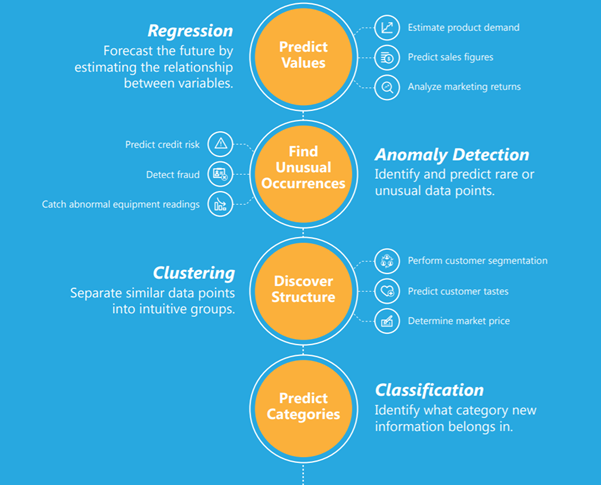 Regression
Forecast the future by
estimating the relationship
between variables.
Predict
Values
Estimate product demand
Predict sales figures
Analyze marketing returns
Predict credit risk
Detect fraud
Catch abnormal equipment readings
Find
Unusual
Occurrences
Anomaly Detection
Identify and predict rare or
unusual data points.
Clustering
Separate similar data points
into intuitive groups.
Discover
Structure
Perform customer segmentation
Predict customer tastes
Determine market price
Predict
Categories
Classification
Identify what category new
information belongs in.